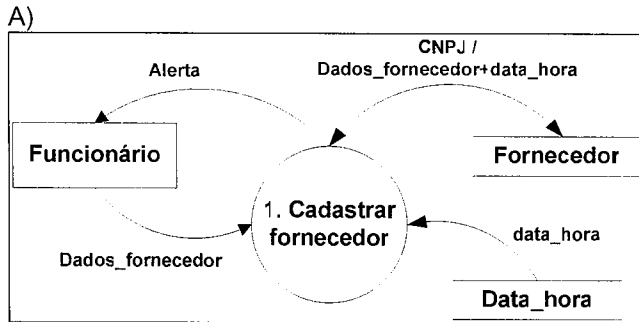 A)
CNPJ /
Dados_fornecedor+data_hora
Alerta
Funcionário
Fornecedor
1. Cadastrar
fornecedor
Dados_fornecedor
data_hora
Data_hora